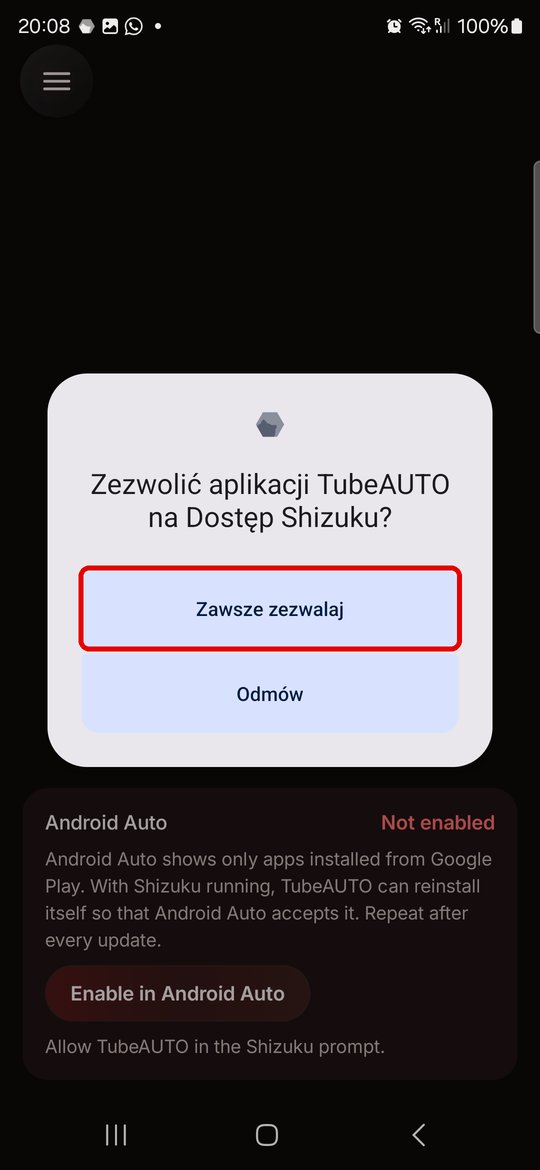 20:08
100%
Zezwolić aplikacji TubeAUTO
na Dostęp Shizuku?
Zawsze zezwalaj
Odmów
Android Auto
Not enabled
Android Auto shows only apps installed from Google
Play. With Shizuku running, TubeAUTO can reinstall
itself so that Android Auto accepts it. Repeat after
every update.
Enable in Android Auto
Allow TubeAUTO in the Shizuku prompt.